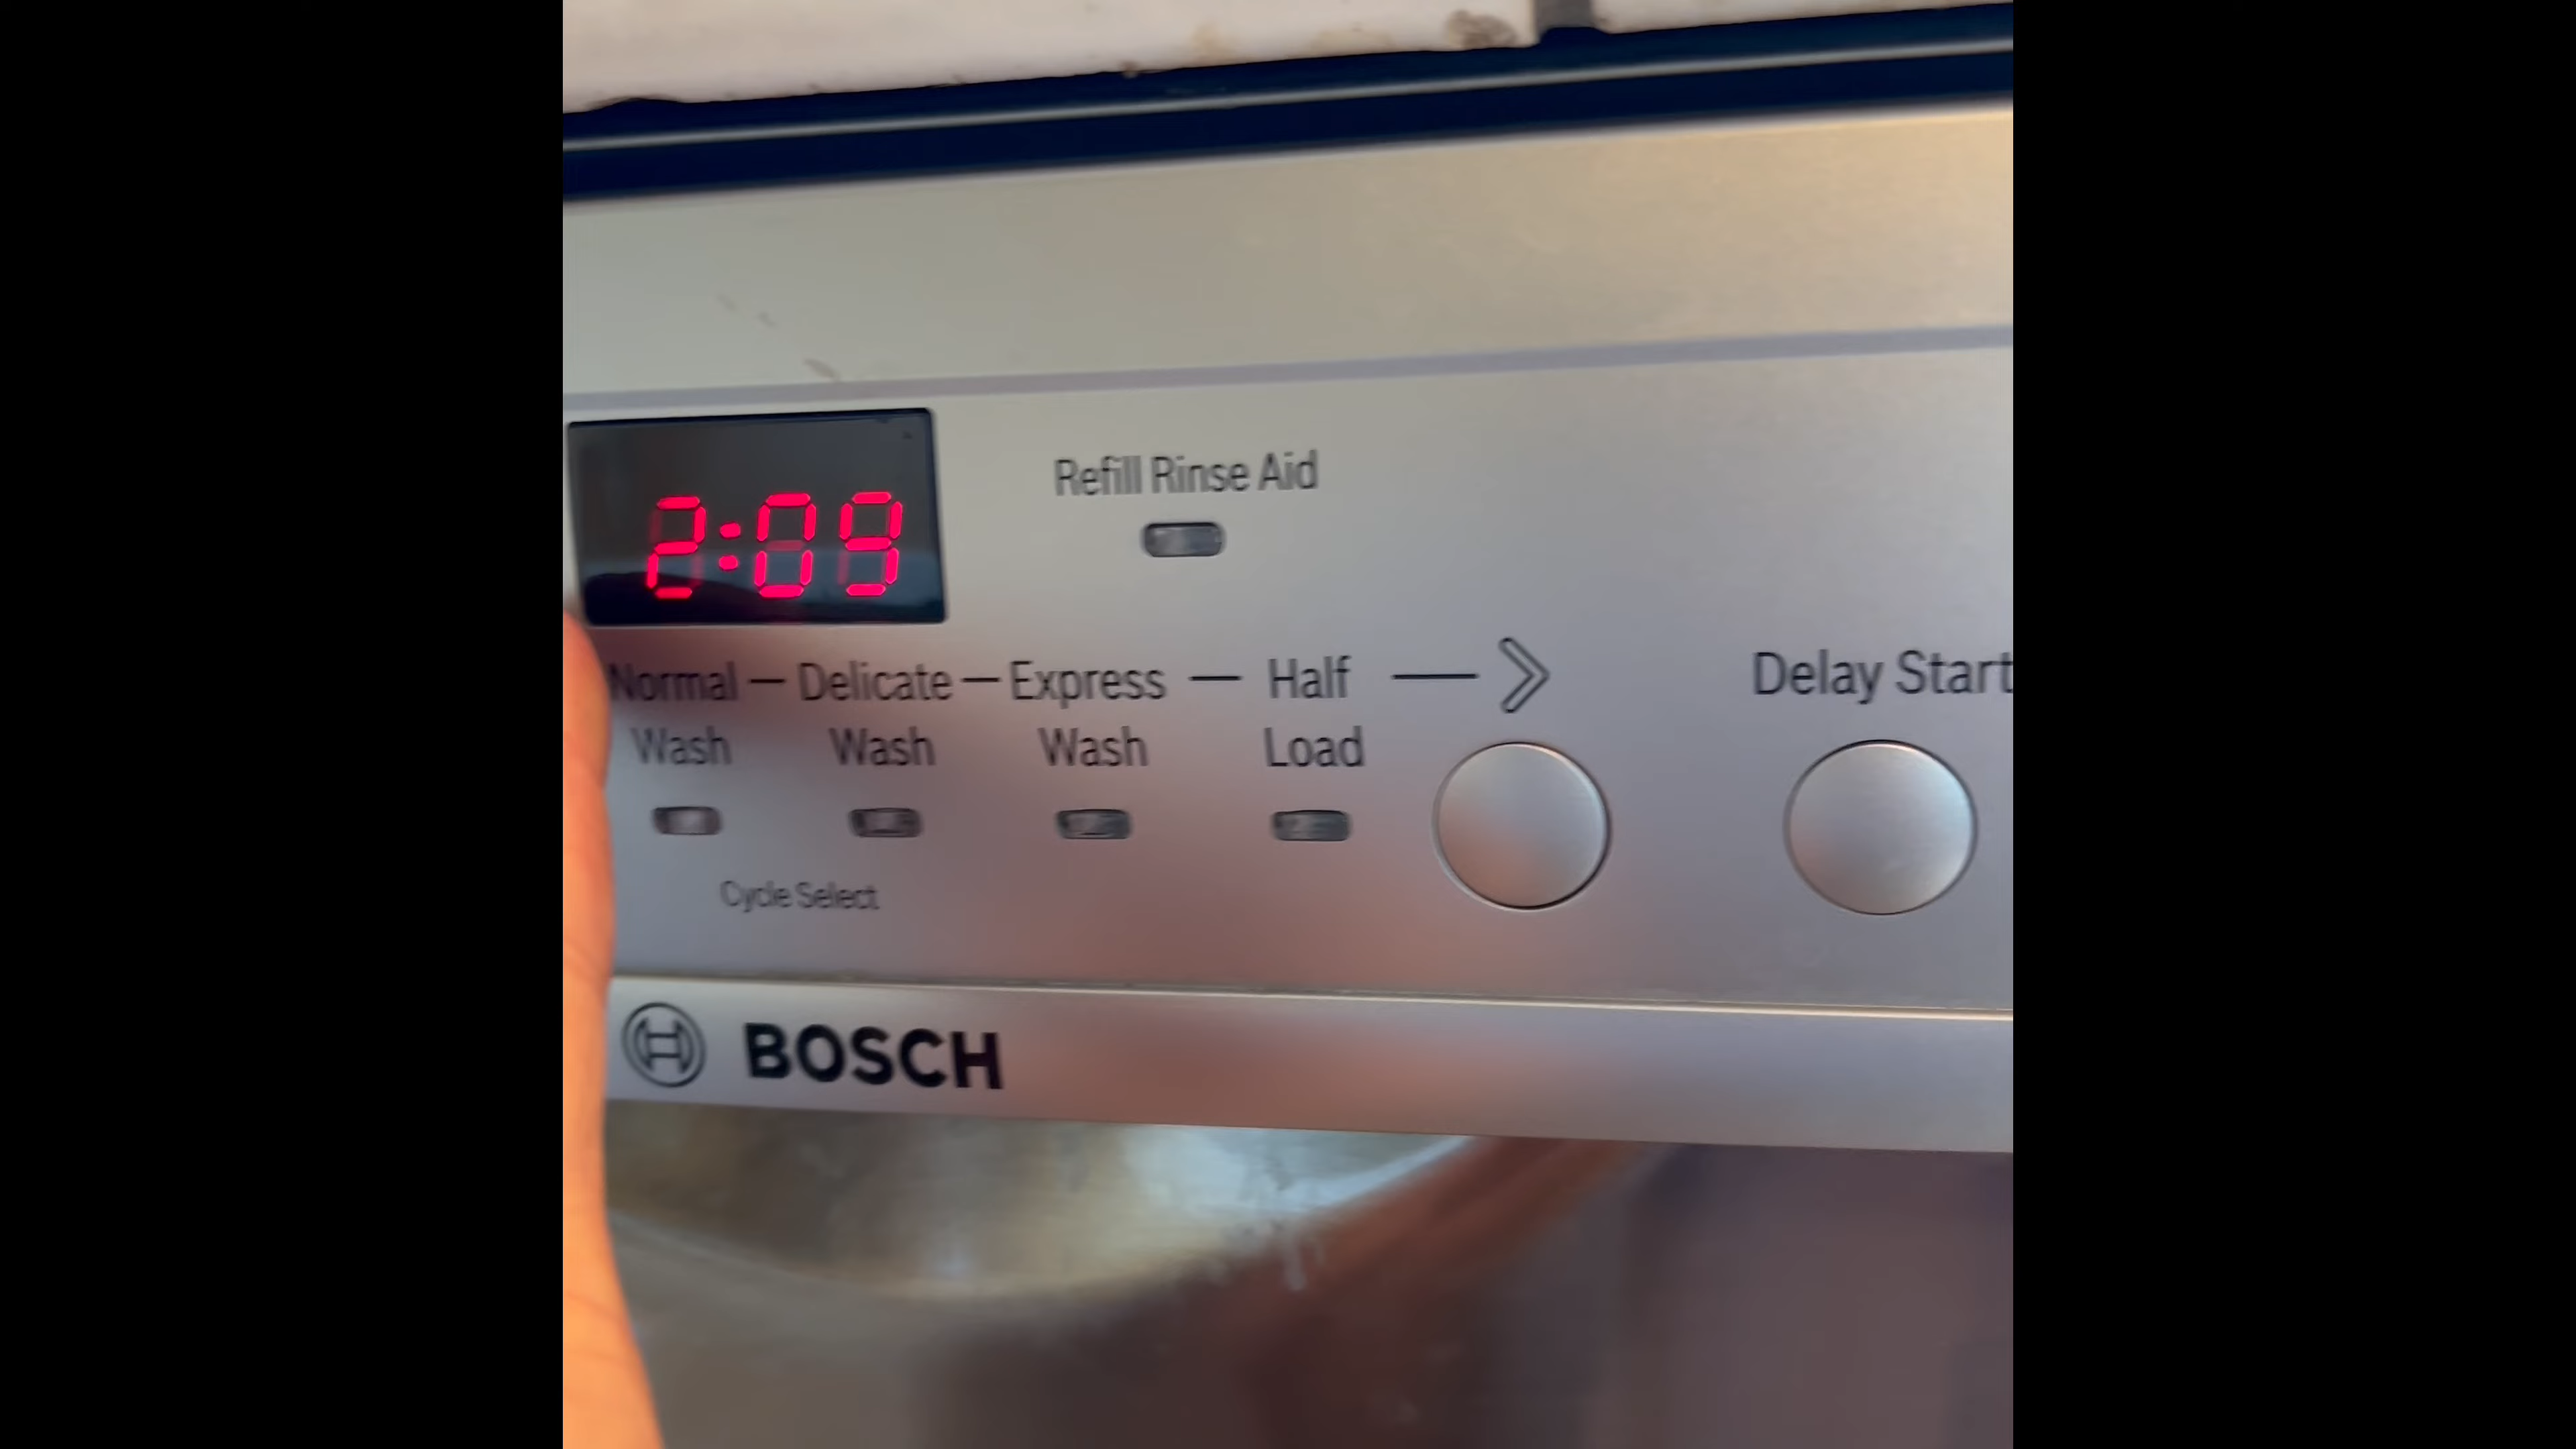 2:09
Refill Rinse Aid
Normal — Delicate — Express — Half
Wash Wash Wash Load
Delay Start
Cycle Select
BOSCH